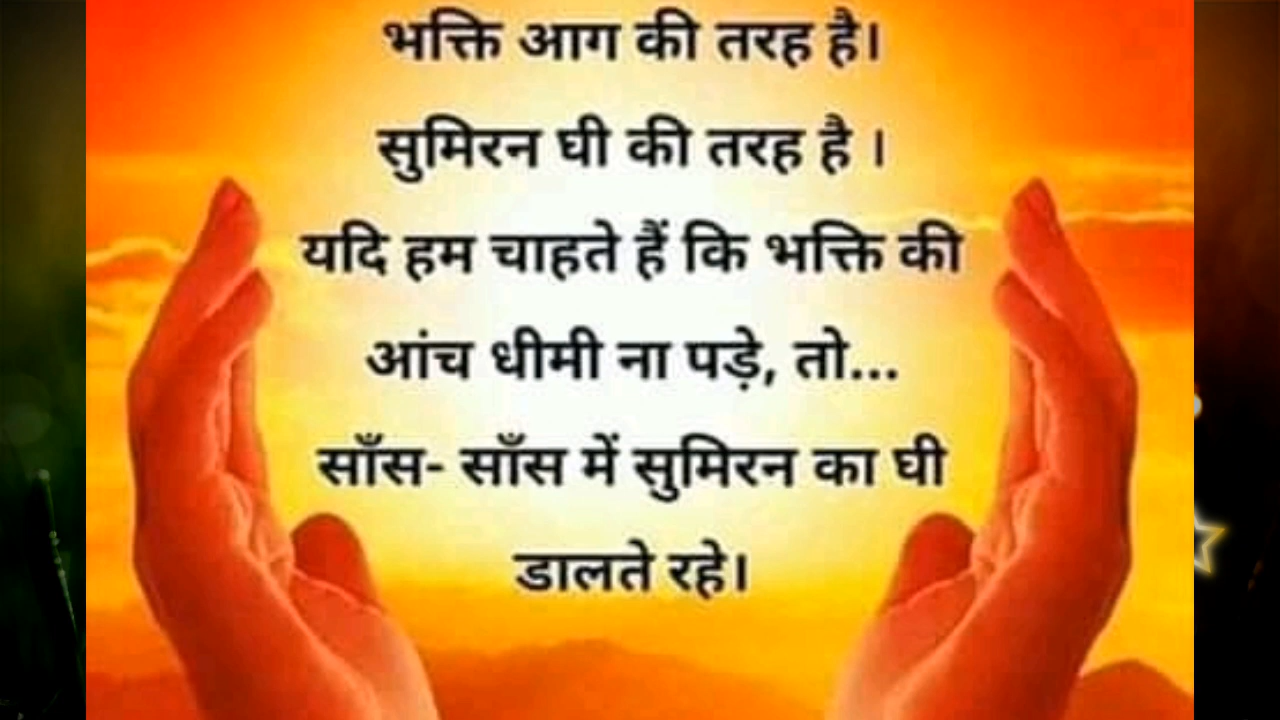 भक्ति आग की तरह है।
सुमिरन घी की तरह है ।
यदि हम चाहते हैं कि भक्ति की
आंच धीमी ना पड़े, तो...
साँस- साँस में सुमिरन का घी
डालते रहे।